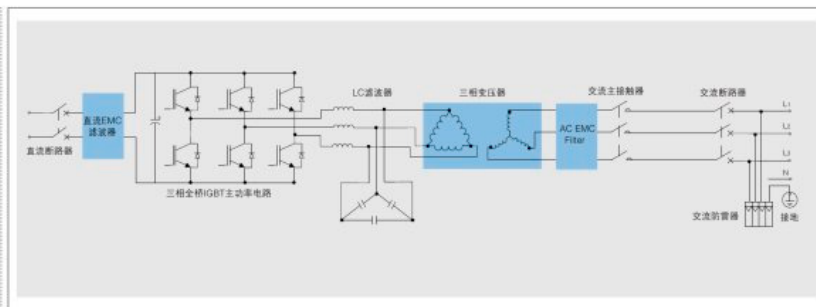 直流断路器
直流EMC
滤波器
三相全桥IGBT主功率电路
LC滤波器
三相变压器
AC EMC
Filter
交流主接触器
交流断路器
L1
L2
L3
N
交流防雷器
接地